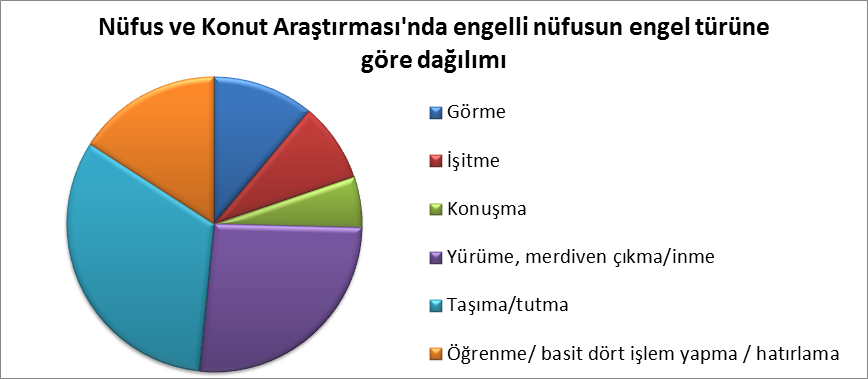 Nüfus ve Konut Araştırması'nda engelli nüfusun engel türüne
göre dağılımı
Görme
İşitme
Konuşma
Yürüme, merdiven çıkma/inme
Taşıma/tutma
Öğrenme/ basit dört işlem yapma / hatırlama